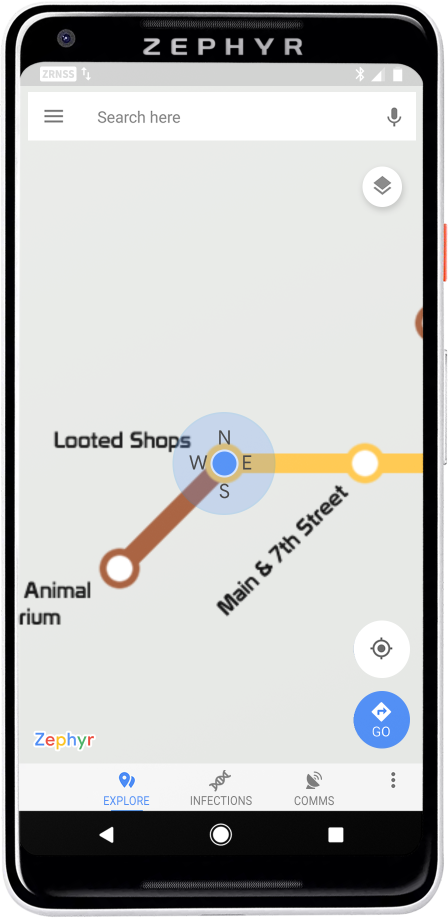 ZEPHYR
ZRNSS
Search here
Looted Shops
N
W
E
S
Main & 7th Street
Animal
rium
Zephyr
GO
EXPLORE
INFECTIONS
COMMS